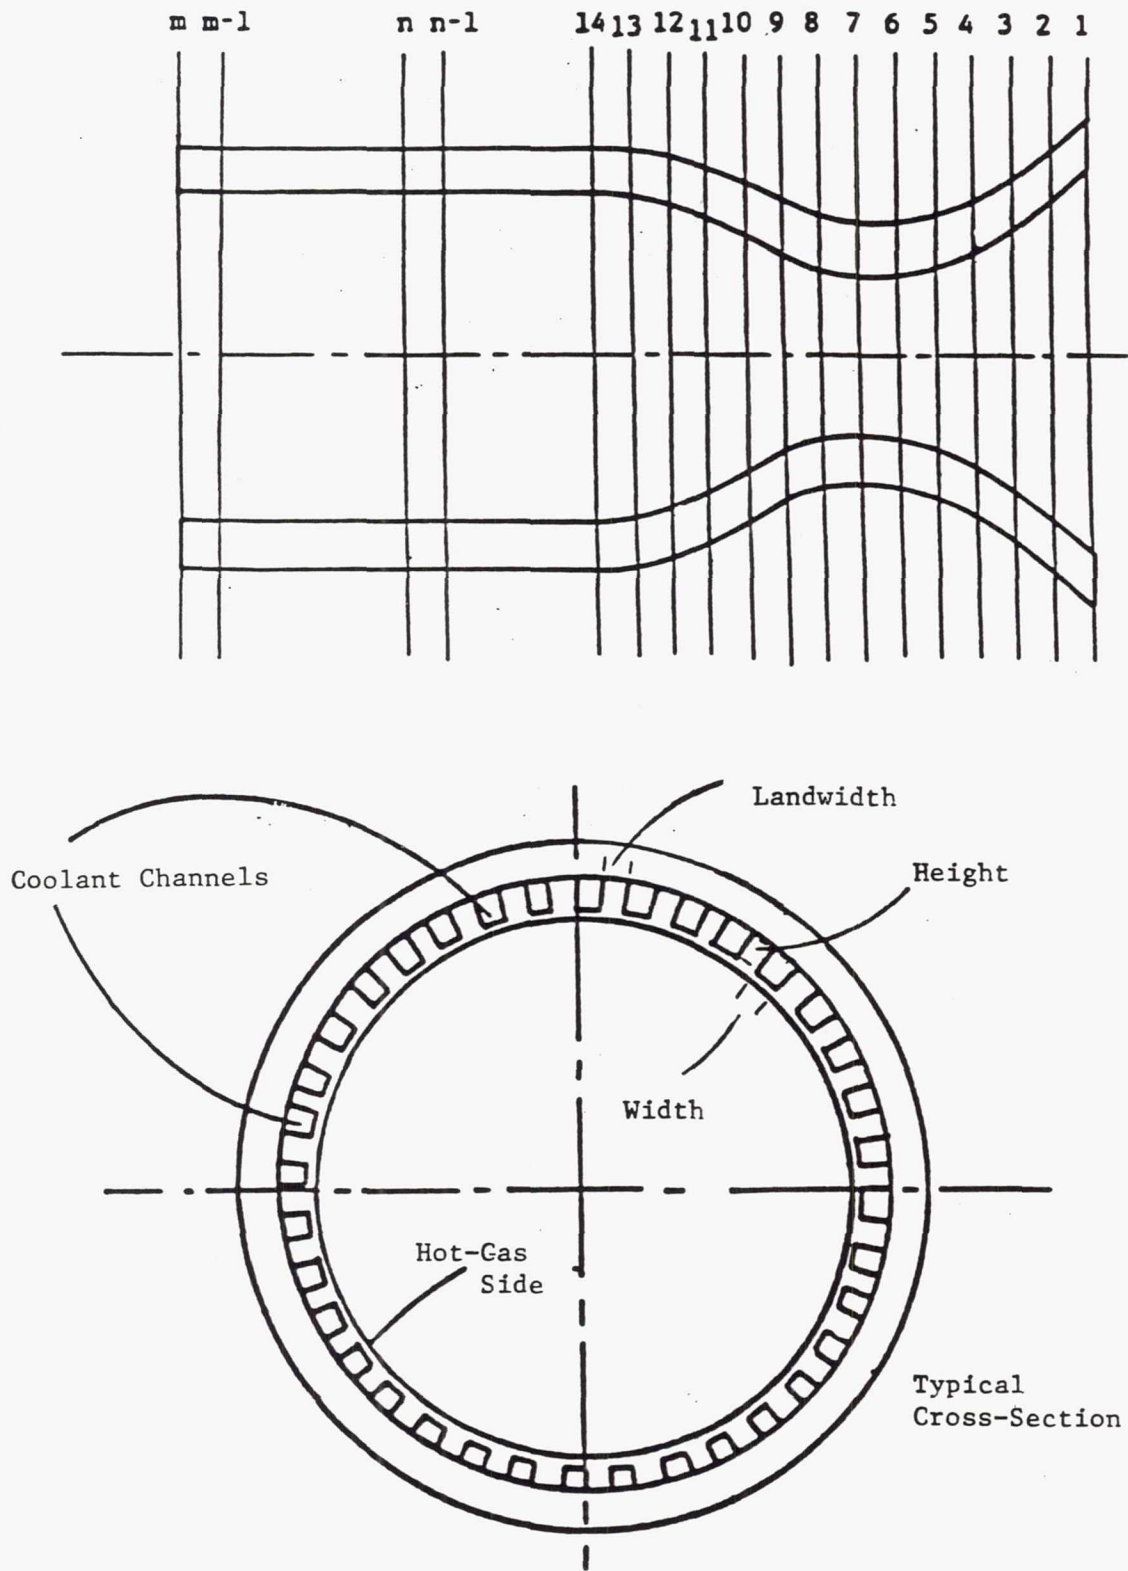 m m-1 n n-1 14 13 12 11 10 9 8 7 6 5 4 3 2 1
Landwidth
Coolant Channels
Height
Width
Hot-Gas
Side
Typical
Cross-Section